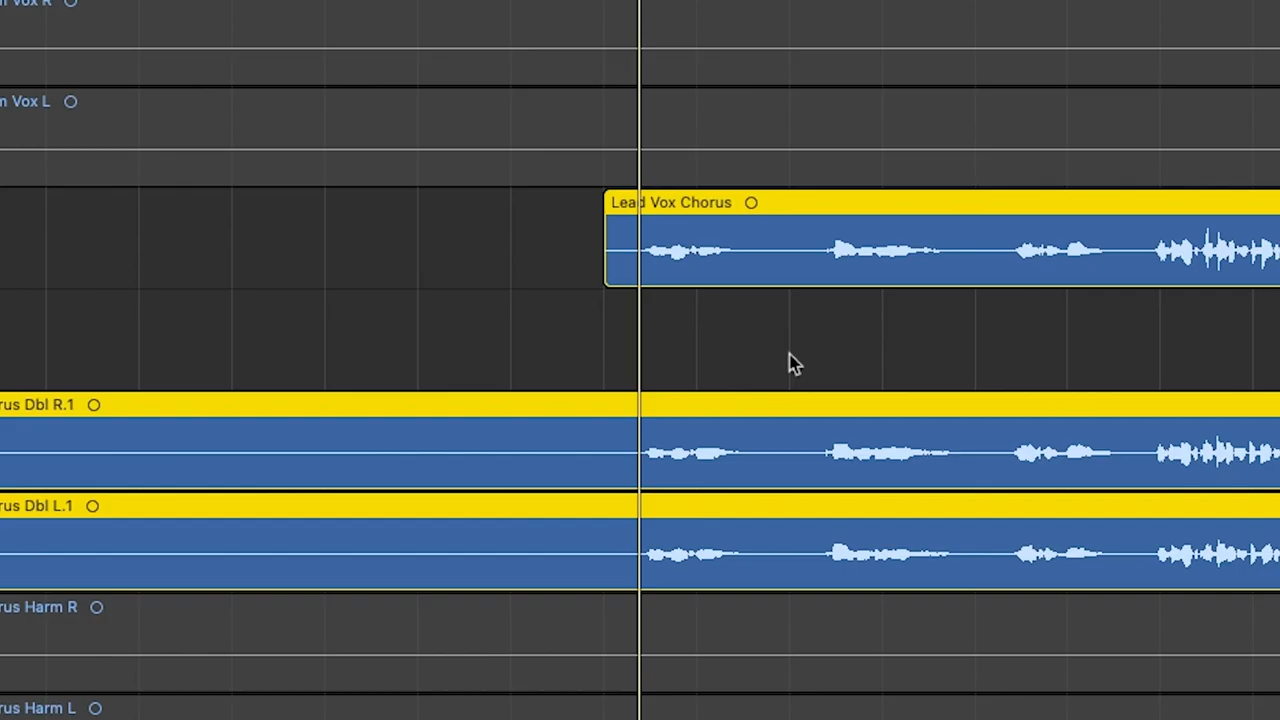 Vox R
n Vox L
Lead Vox Chorus
rus Dbl R.1
rus Dbl L.1
rus Harm R
rus Harm L